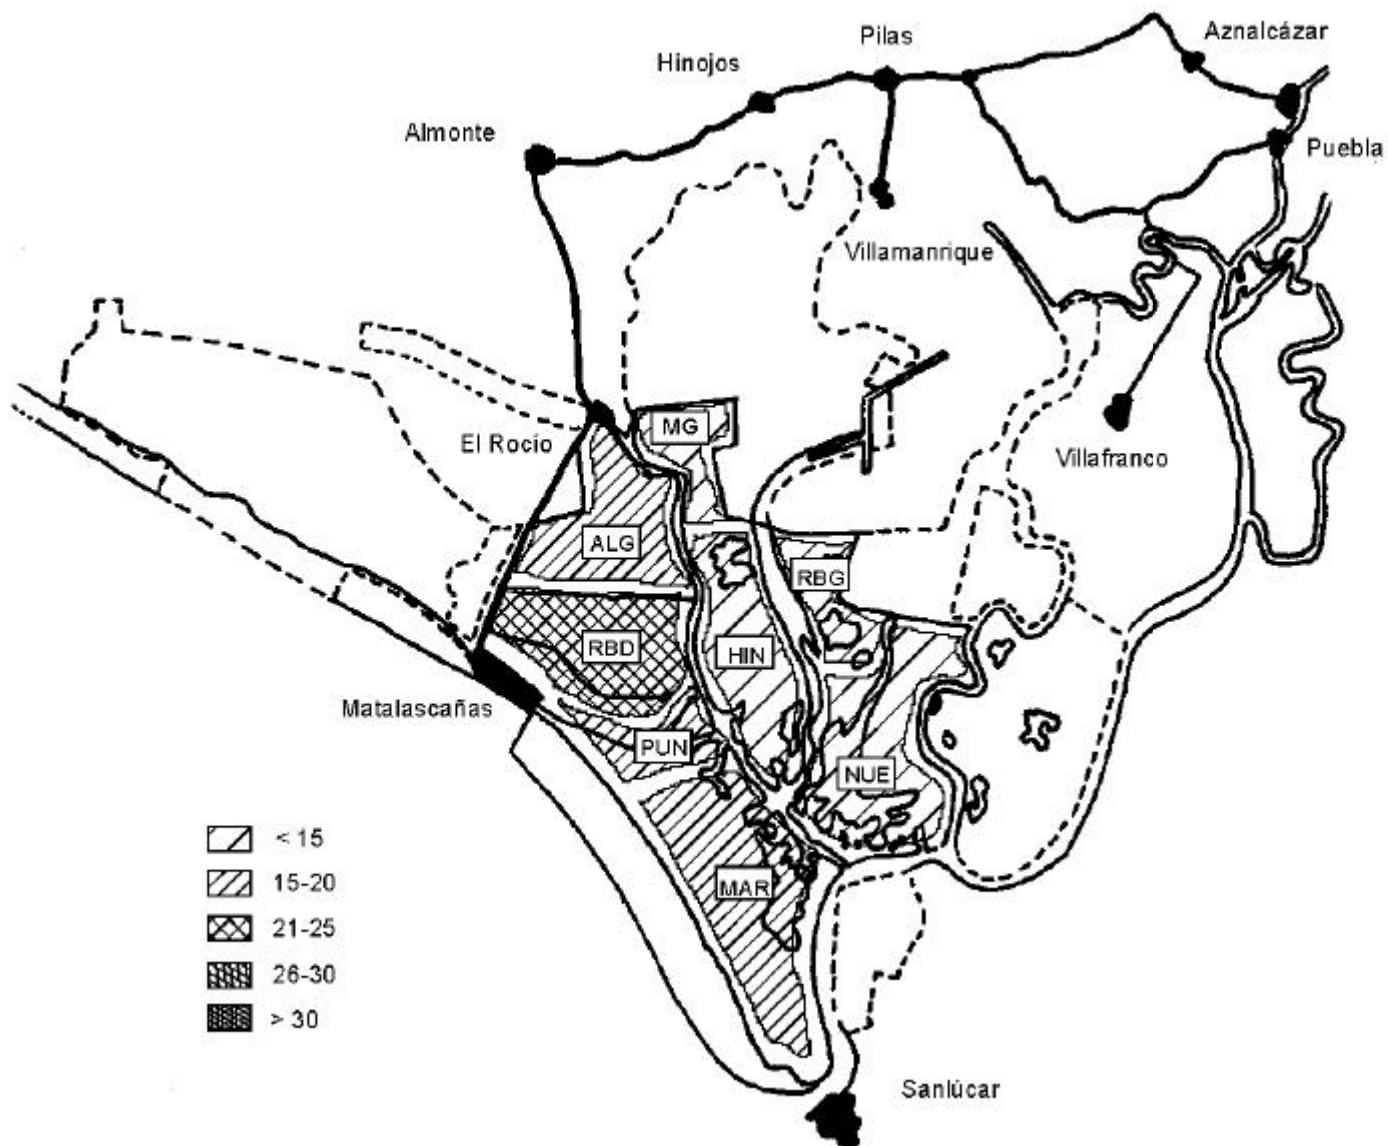 Aznalcázar
Pilas
Hinojos
Almonte
Puebla
Villamanrique
MG
El Rocío
Villafranco
ALG
RBG
RBD
HIN
Matalascañas
PUN
NUE
< 15
15-20
MAR
21-25
26-30
> 30
Sanlúcar